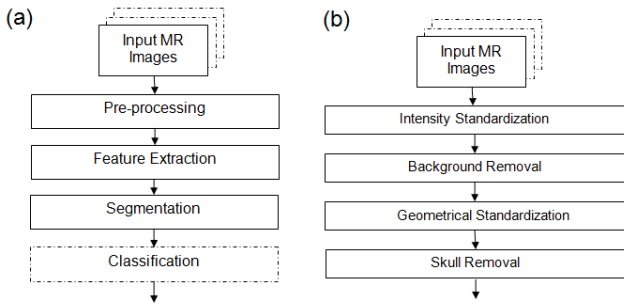 (a)
Input MR
Images
Pre-processing
Feature Extraction
Segmentation
Classification
(b)
Input MR
Images
Intensity Standardization
Background Removal
Geometrical Standardization
Skull Removal